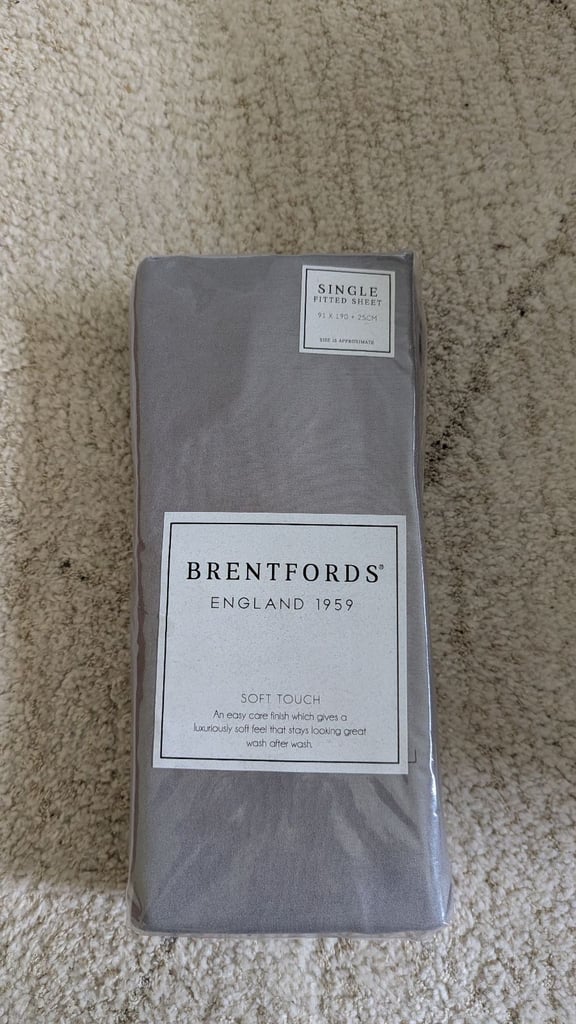 SINGLE
FITTED SHEET
91 X 190 + 25CM
SIZE IS APPROXIMATE
BRENTFORDS®
ENGLAND 1959
SOFT TOUCH
An easy care finish which gives a
luxuriously soft feel that stays looking great
wash after wash.